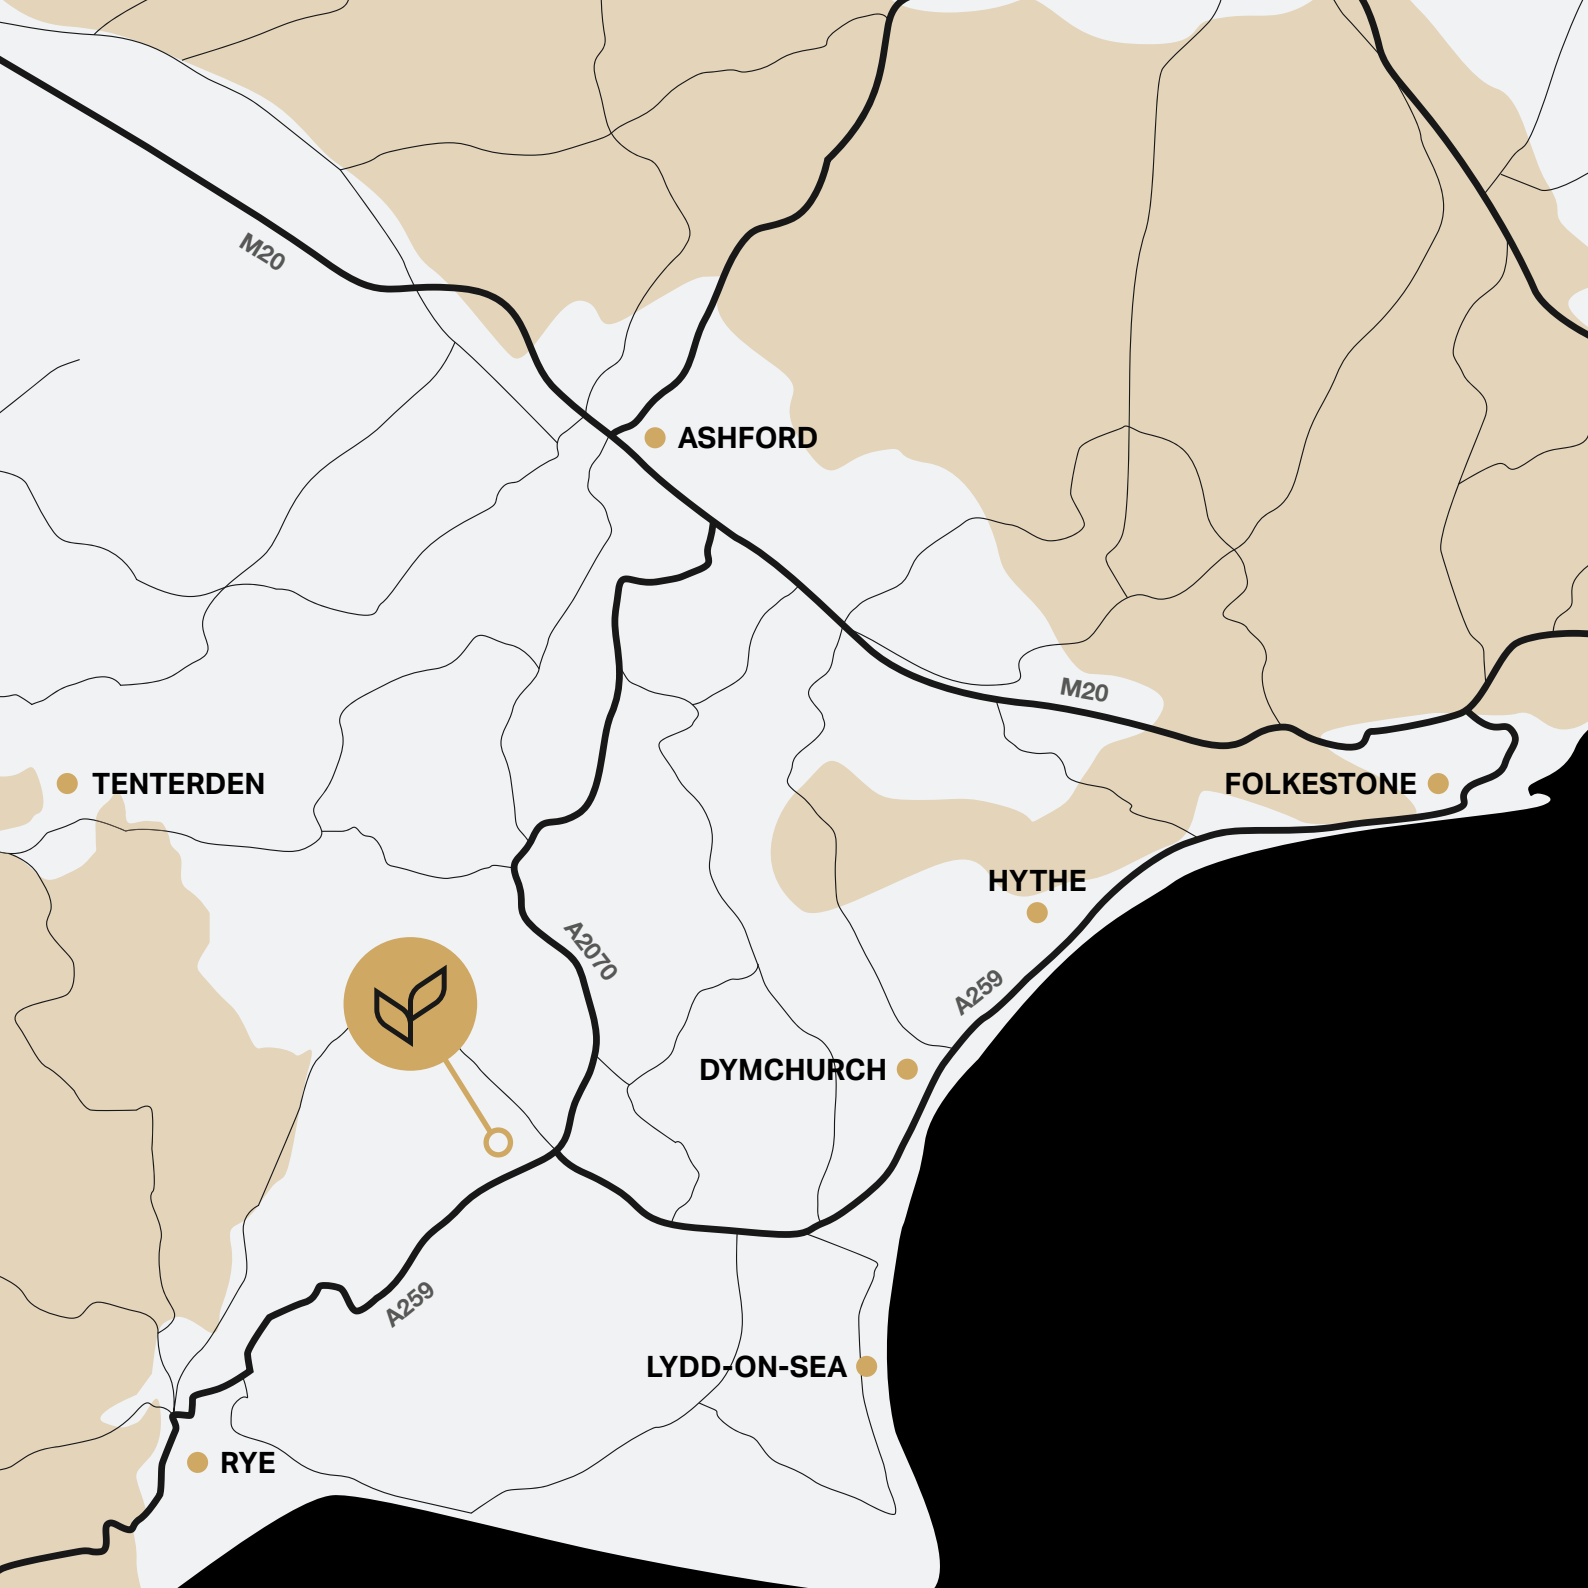 M20
ASHFORD
M20
TENTERDEN
FOLKESTONE
HYTHE
A2070
A259
DYMCHURCH
A259
LYDD-ON-SEA
RYE